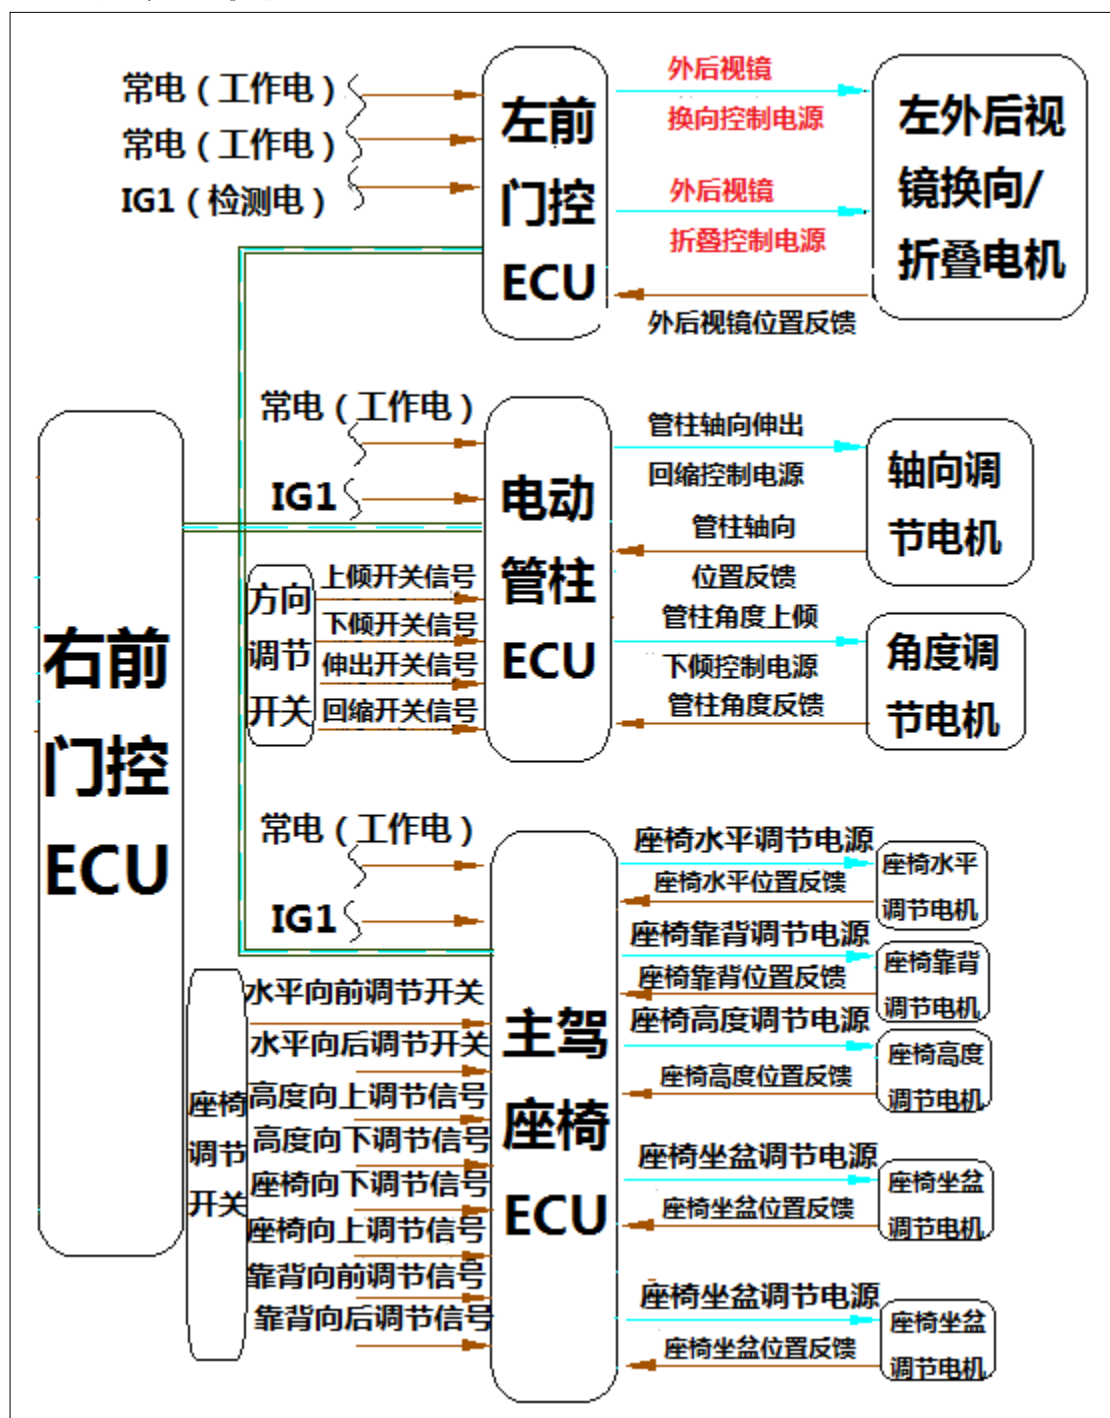 常电（工作电）
常电（工作电）
IG1（检测电）
左前
门控
ECU
外后视镜
换向控制电源
外后视镜
折叠控制电源
外后视镜位置反馈
左外后视
镜换向/
折叠电机
右前
门控
ECU
常电（工作电）
IG1
方向
调节
开关
上倾开关信号
下倾开关信号
伸出开关信号
回缩开关信号
电动
管柱
ECU
管柱轴向伸出
回缩控制电源
管柱轴向
位置反馈
管柱角度上倾
下倾控制电源
管柱角度反馈
轴向调
节电机
角度调
节电机
常电（工作电）
IG1
座椅
调节
开关
水平向前调节开关
水平向后调节开关
高度向上调节信号
高度向下调节信号
座椅向下调节信号
座椅向上调节信号
靠背向前调节信号
靠背向后调节信号
主驾
座椅
ECU
座椅水平调节电源
座椅水平位置反馈
座椅靠背调节电源
座椅靠背位置反馈
座椅高度调节电源
座椅高度位置反馈
座椅坐盆调节电源
座椅坐盆位置反馈
座椅坐盆调节电源
座椅坐盆位置反馈
座椅水平
调节电机
座椅靠背
调节电机
座椅高度
调节电机
座椅坐盆
调节电机
座椅坐盆
调节电机